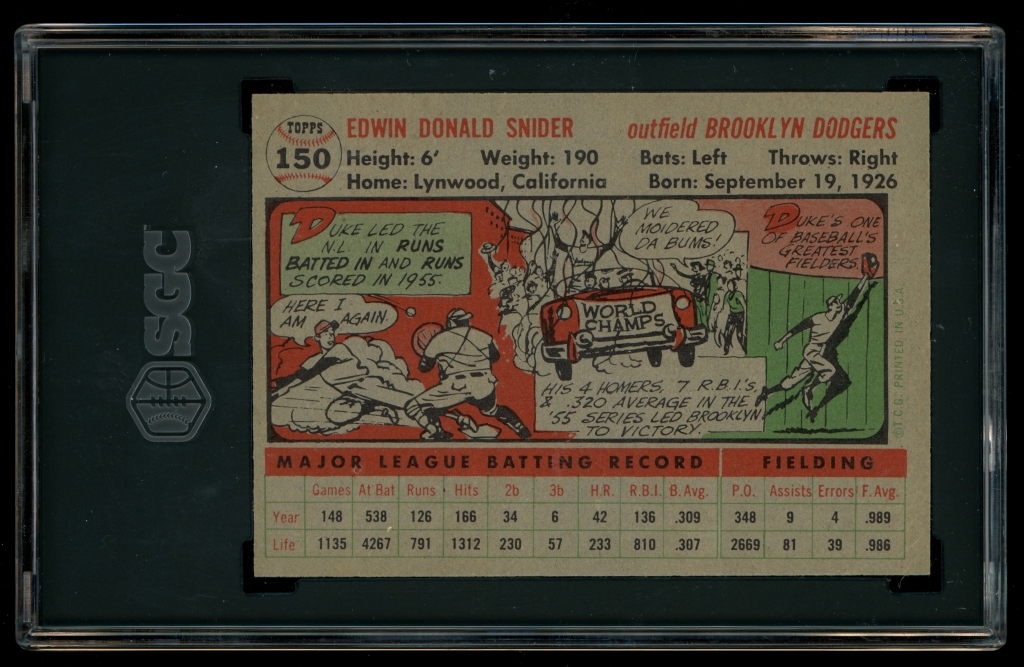 SGC
TOPPS
150
EDWIN DONALD SNIDER
outfield BROOKLYN DODGERS
Height: 6' Weight: 190 Bats: Left Throws: Right
Home: Lynwood, California Born: September 19, 1926
DUKE LED THE
N.L. IN RUNS
BATTED IN AND RUNS
SCORED IN 1955.
HERE I
AM AGAIN.
WE
MOIDERED
DA BUMS!
WORLD
CHAMPS
HIS 4 HOMERS, 7 R.B.I.'s,
& .320 AVERAGE IN THE
'55 SERIES LED BROOKLYN
TO VICTORY.
DUKE'S ONE
OF BASEBALL'S
GREATEST
FIELDERS.
©T.C.G. PRINTED IN U.S.A.
MAJOR LEAGUE BATTING RECORD FIELDING
Games At Bat Runs Hits 2b 3b H.R. R.B.I. B. Avg. P.O. Assists Errors F. Avg.
Year 148 538 126 166 34 6 42 136 .309 348 9 4 .989
Life 1135 4267 791 1312 230 57 233 810 .307 2669 81 39 .986